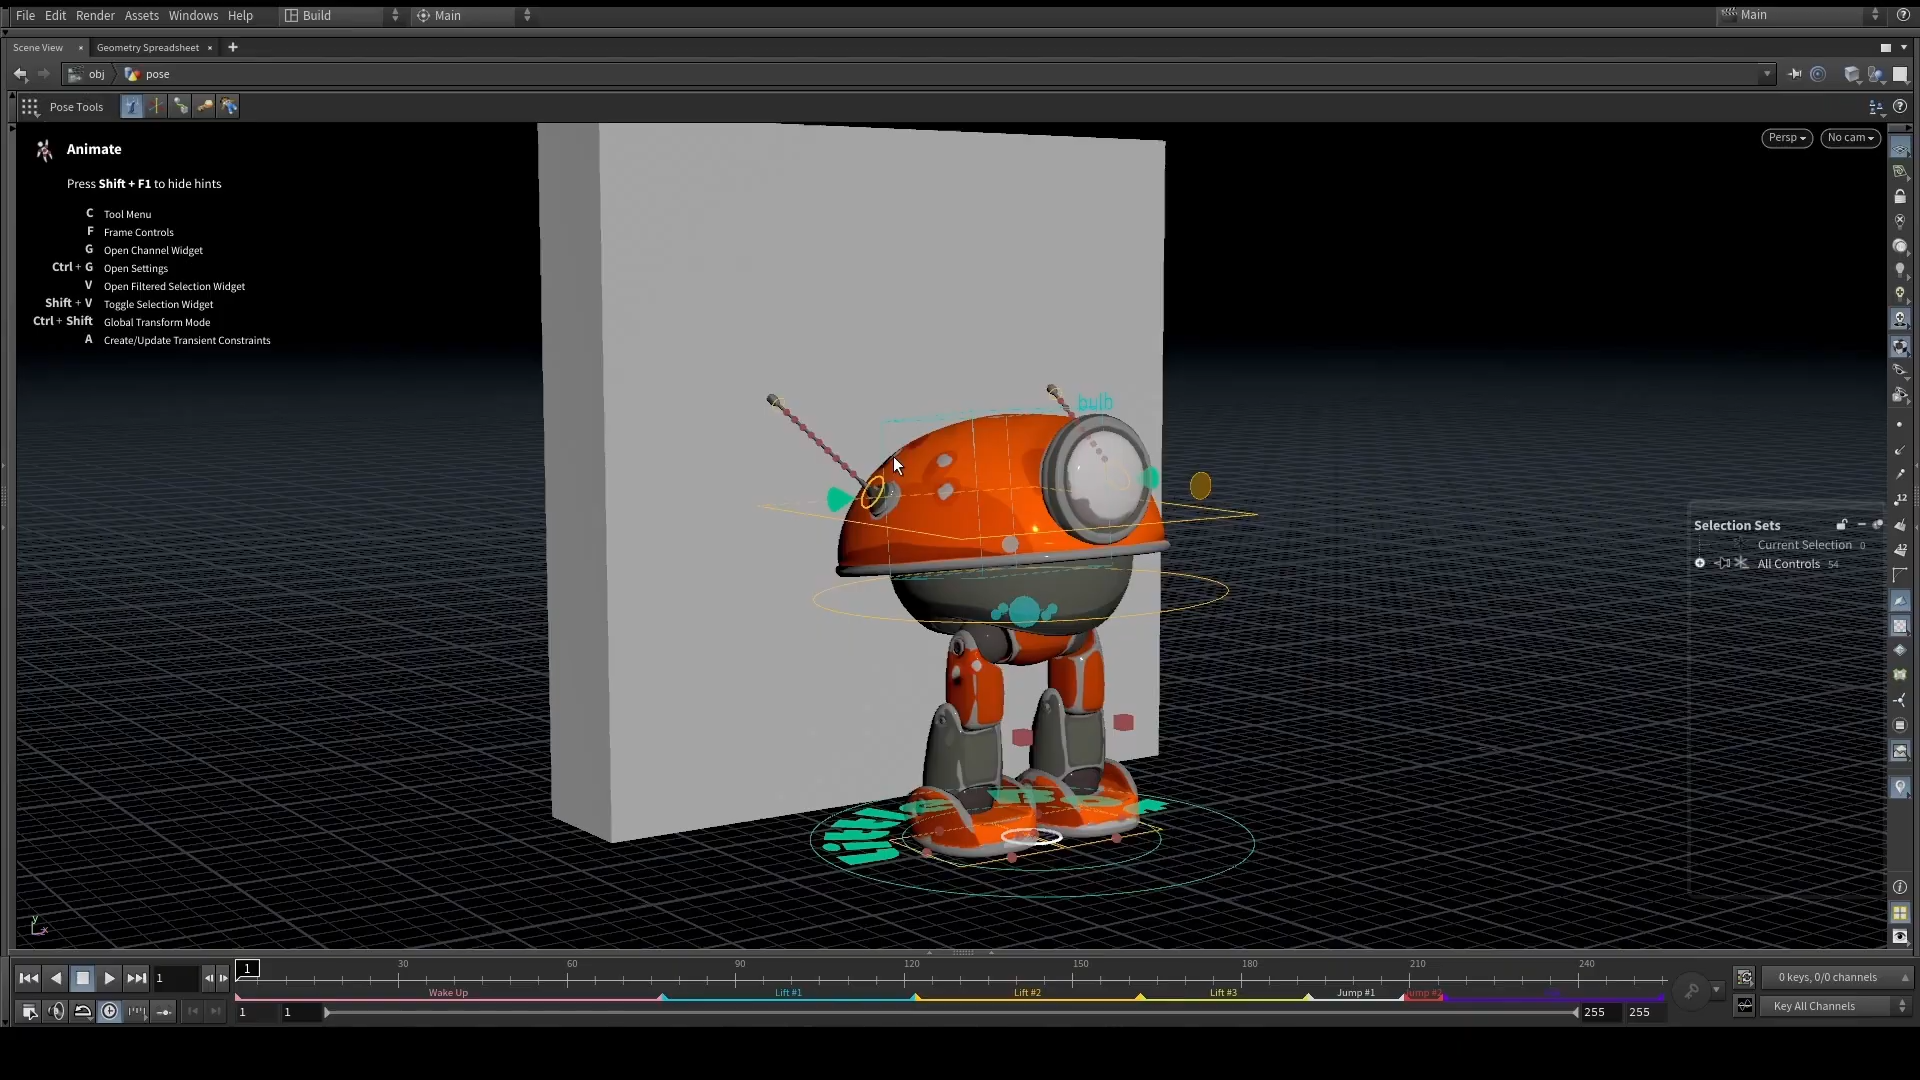 File Edit Render Assets Windows Help Build Main Main
Scene View Geometry Spreadsheet
obj pose
Pose Tools
Persp No cam
Animate
Press Shift + F1 to hide hints
C Tool Menu
F Frame Controls
G Open Channel Widget
Ctrl + G Open Settings
V Open Filtered Selection Widget
Shift + V Toggle Selection Widget
Ctrl + Shift Global Transform Mode
A Create/Update Transient Constraints
bulb
12
12
Selection Sets
Current Selection 0
All Controls 54
y
x
1 1 30 60 90 120 150 180 210 240 0 keys, 0/0 channels
Wake Up Lift #1 Lift #2 Lift #3 Jump #1 Jump #2
1 1 255 255 Key All Channels